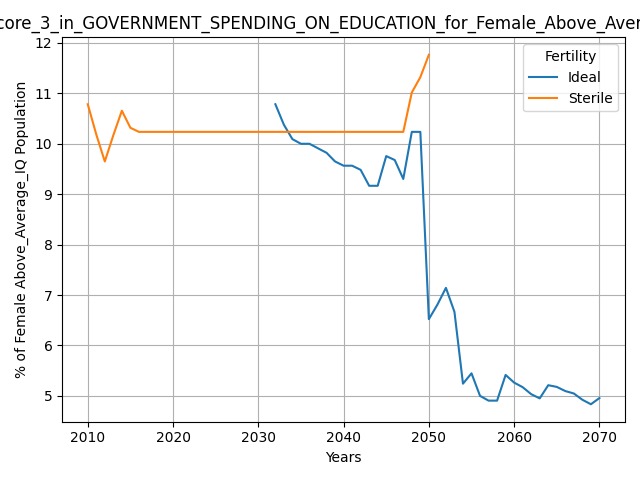 core_3_in_GOVERNMENT_SPENDING_ON_EDUCATION_for_Female_Above_Aver
12
11
10
9
8
7
6
5
% of Female Above_Average_IQ Population
Fertility
Ideal
Sterile
2010 2020 2030 2040 2050 2060 2070
Years